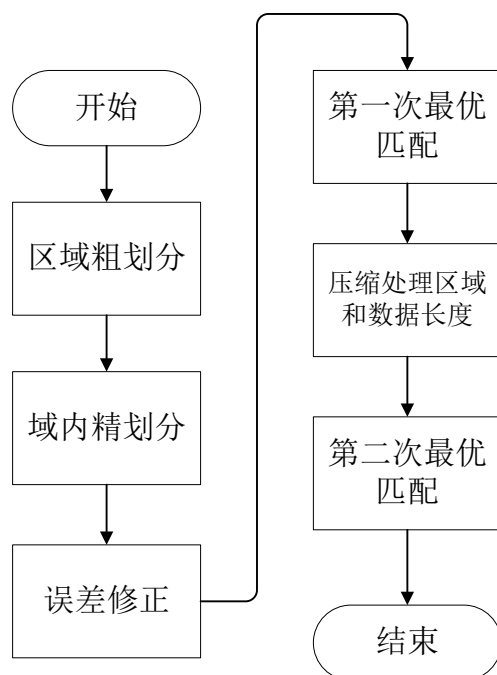 开始
区域粗划分
域内精划分
误差修正
第一次最优
匹配
压缩处理区域
和数据长度
第二次最优
匹配
结束